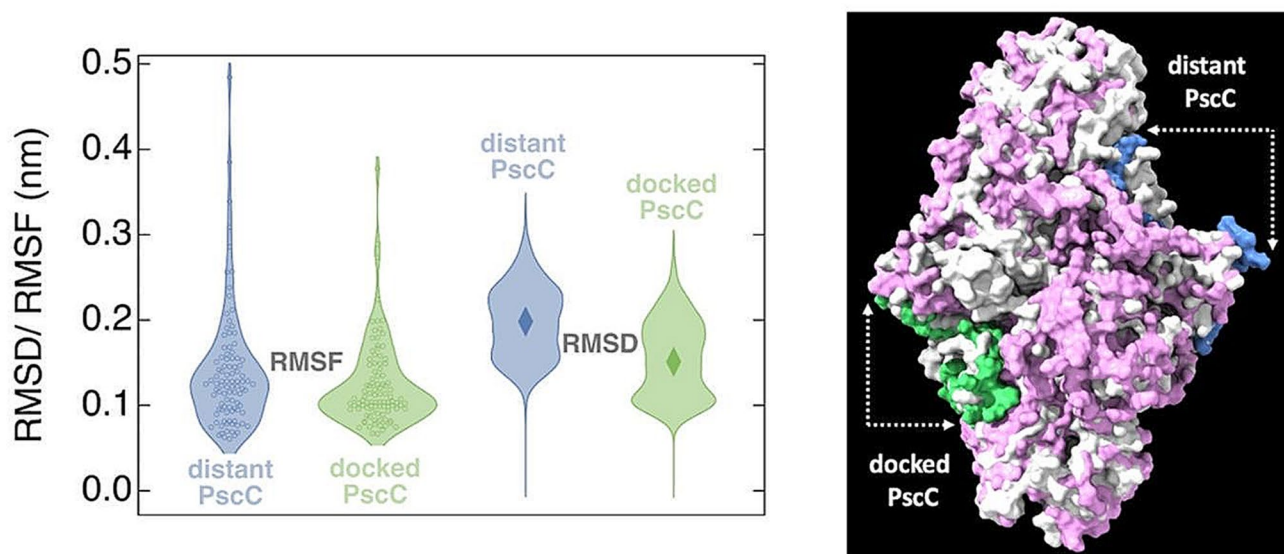 RMSD/ RMSF (nm)
0.5
0.4
0.3
0.2
0.1
0.0
distant
PscC
docked
PscC
RMSF
RMSD
distant
PscC
docked
PscC
distant
PscC
docked
PscC